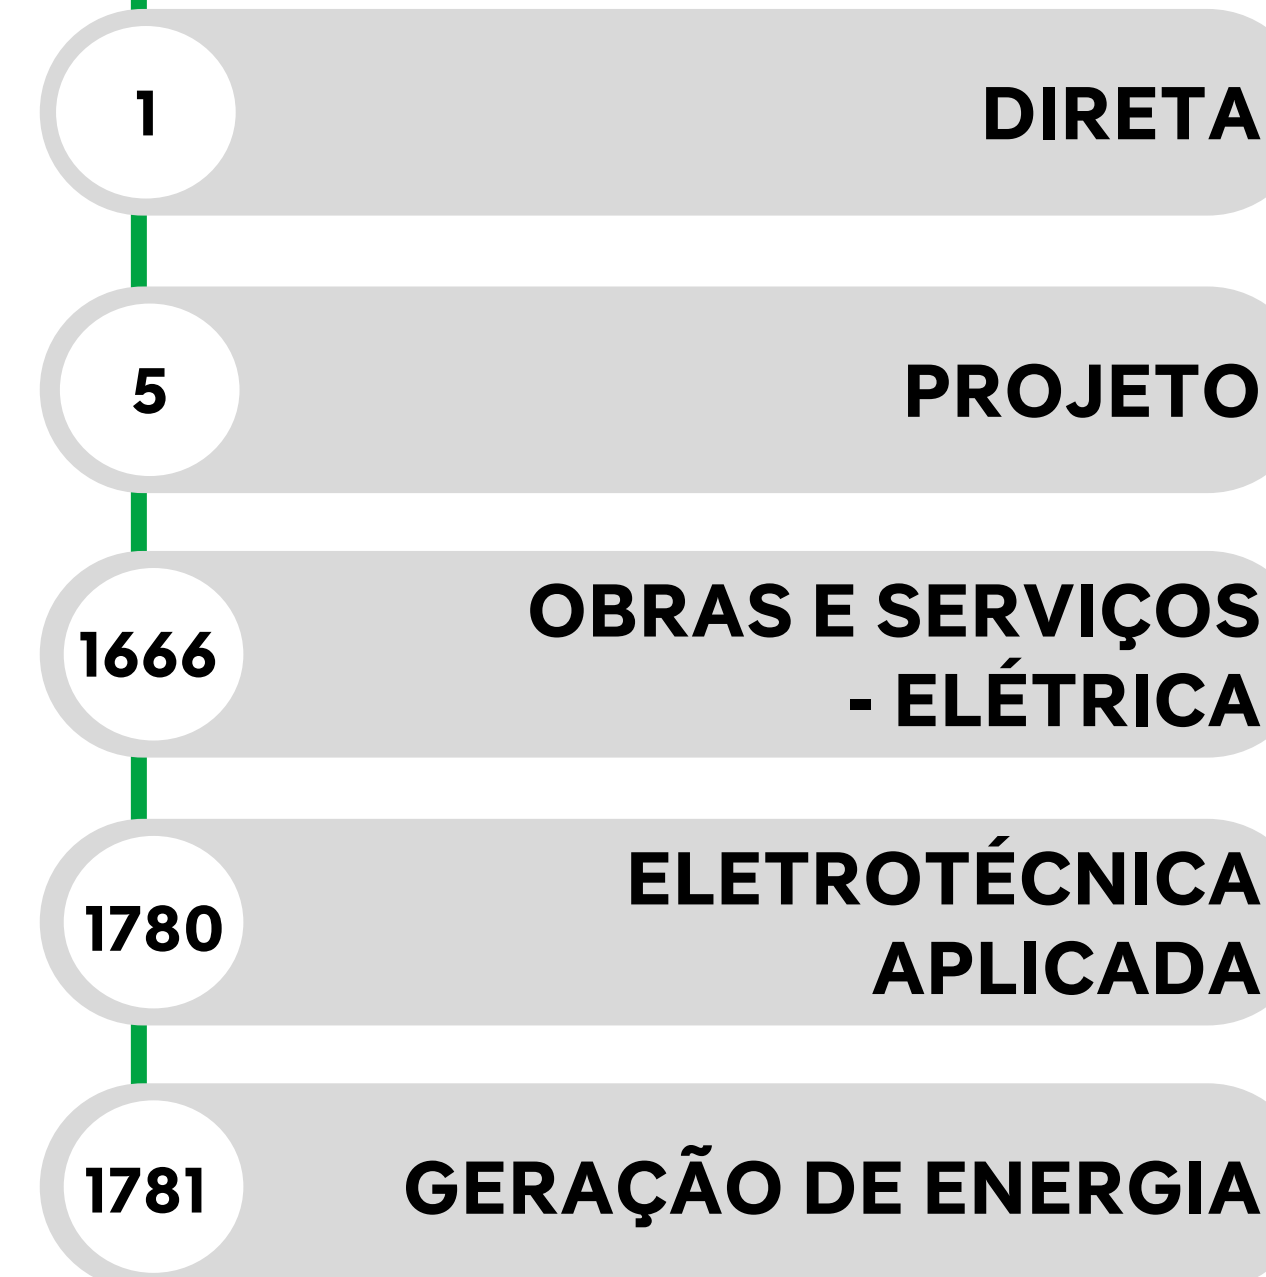 1
DIRETA
5
PROJETO
1666
OBRAS E SERVIÇOS
- ELÉTRICA
1780
ELETROTÉCNICA
APLICADA
1781
GERAÇÃO DE ENERGIA